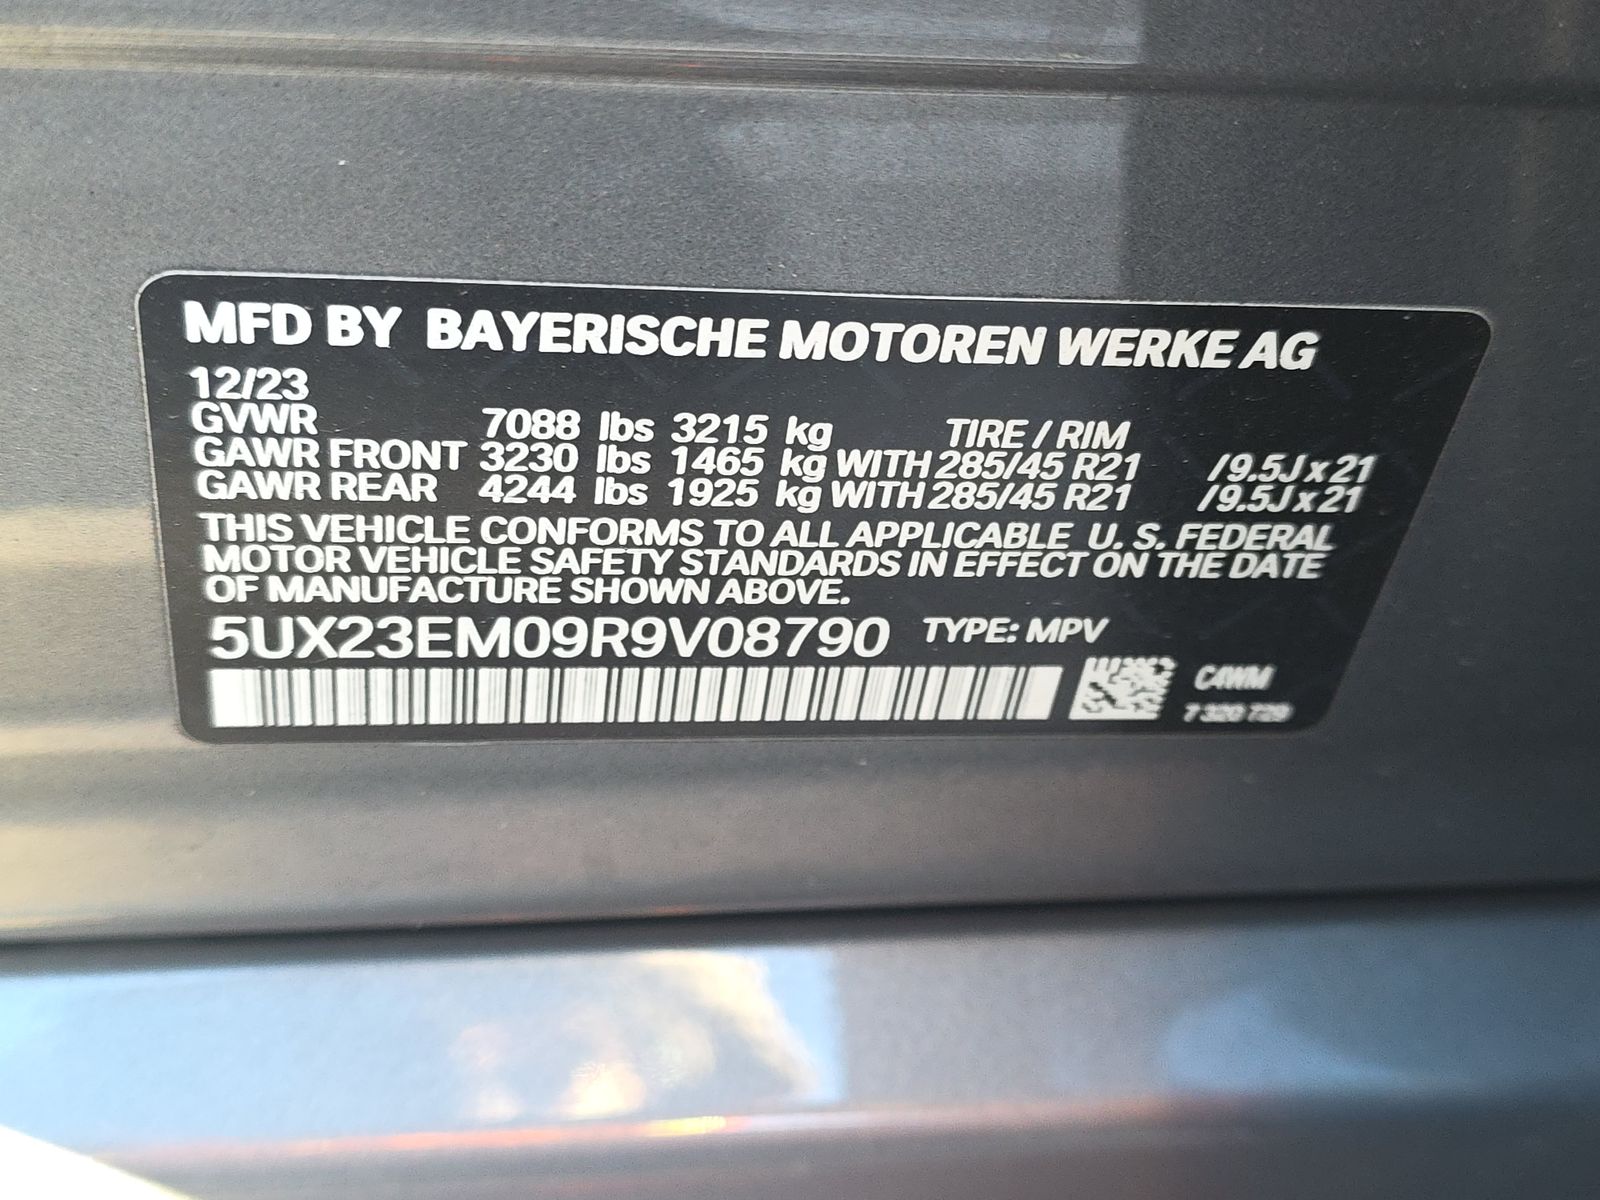 MFD BY BAYERISCHE MOTOREN WERKE AG
12/23
GVWR 7088 lbs 3215 kg TIRE / RIM
GAWR FRONT 3230 lbs 1465 kg WITH 285/45 R21 /9.5J x 21
GAWR REAR 4244 lbs 1925 kg WITH 285/45 R21 /9.5J x 21
THIS VEHICLE CONFORMS TO ALL APPLICABLE U. S. FEDERAL
MOTOR VEHICLE SAFETY STANDARDS IN EFFECT ON THE DATE
OF MANUFACTURE SHOWN ABOVE.
5UX23EM09R9V08790 TYPE: MPV
C4WM
7 320 729